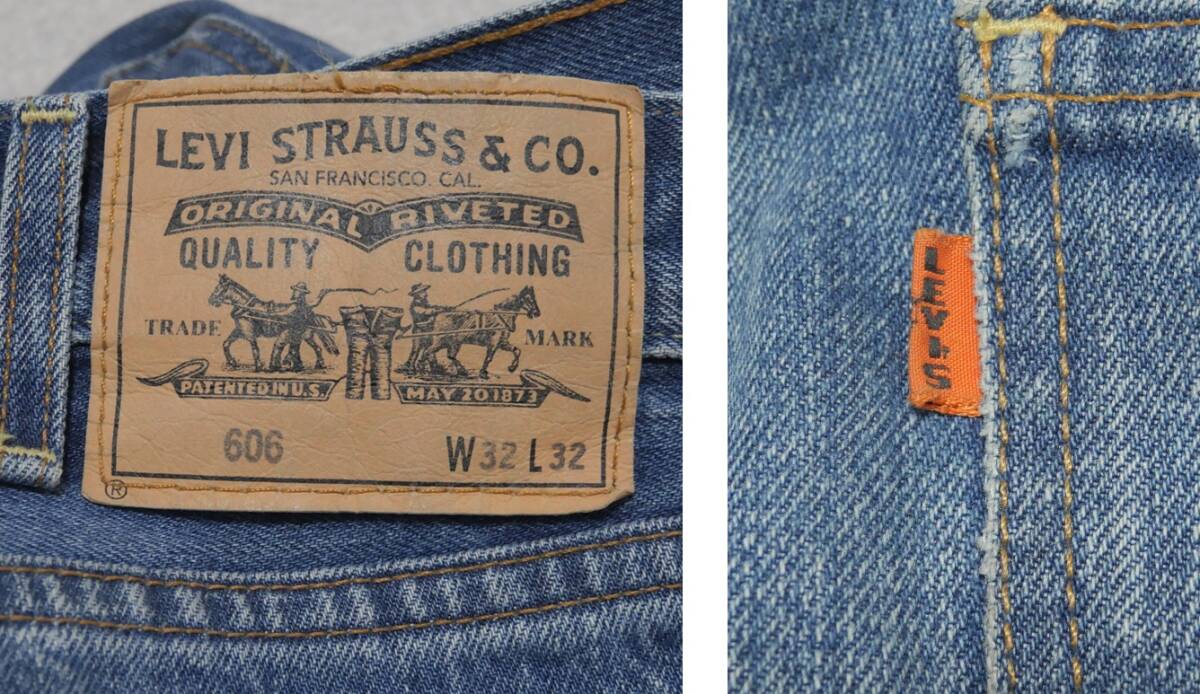 LEVI STRAUSS & CO.
SAN FRANCISCO. CAL.
ORIGINAL RIVETED
QUALITY CLOTHING
TRADE MARK
PATENTED IN U.S. MAY 20 1873
606 W32 L32
®
LEVI'S